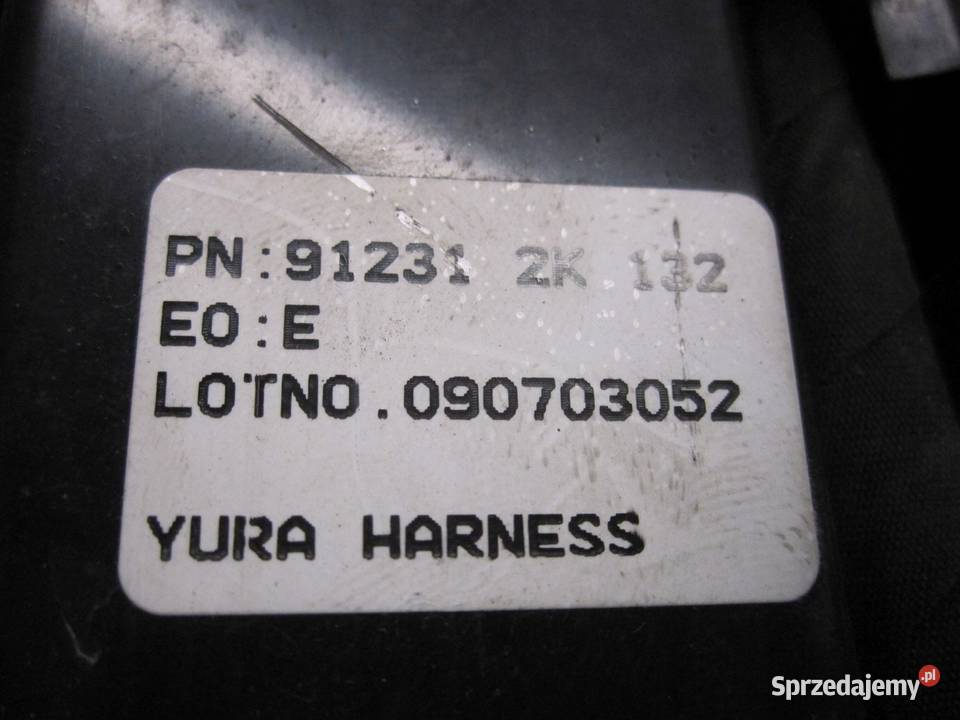 PN:91231 2K 132
EO:E
LOTNO.090703052
YURA HARNESS
Sprzedajemy.pl